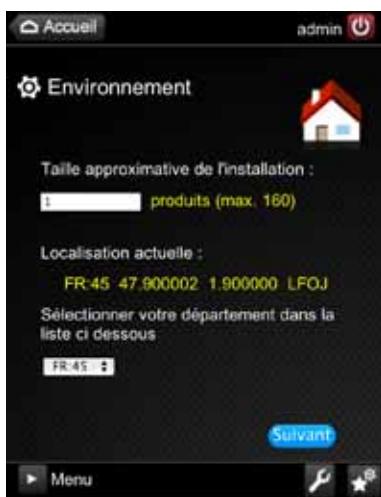 Accueil admin
Environnement
Taille approximative de l'installation :
1 produits (max. 160)
Localisation actuelle :
FR:45 47.900002 1.900000 LFOJ
Sélectionner votre département dans la
liste ci dessous
FR:45
Suivant
Menu